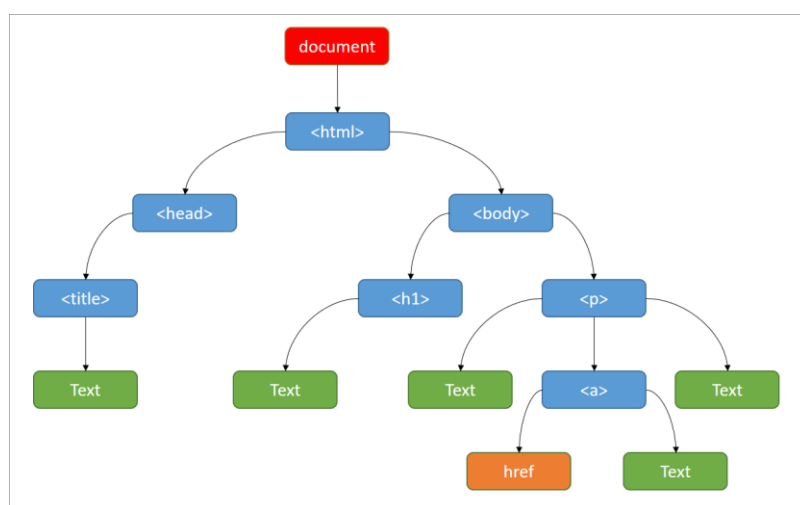 document
<html>
<head>
<body>
<title>
<h1>
<p>
Text
Text
Text
<a>
Text
href
Text